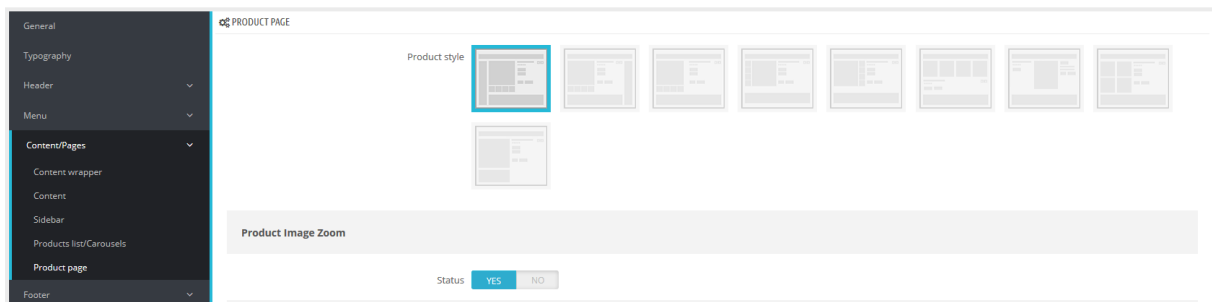 General
Typography
Header
Menu
Content/Pages
Content wrapper
Content
Sidebar
Products list/Carousels
Product page
Footer
PRODUCT PAGE
Product style
Product Image Zoom
Status YES NO